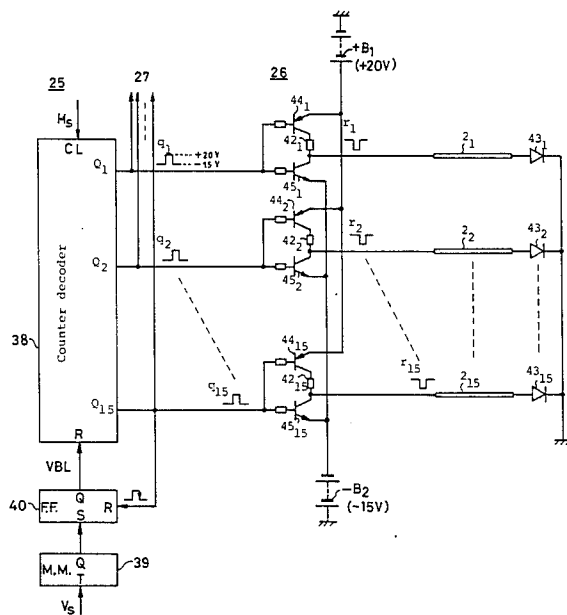 25
27
26
+B1
(+20V)
HS
CL
Q1
q1
+20 V
15 V
441
421
451
r1
21
431
Q2
q2
442
422
452
r2
22
432
38
Counter decoder
Q15
q15
4415
4215
4515
r15
215
4315
R
VBL
40
F.F.
Q
S
R
-B2
(-15V)
M.M.
Q
T
39
VS